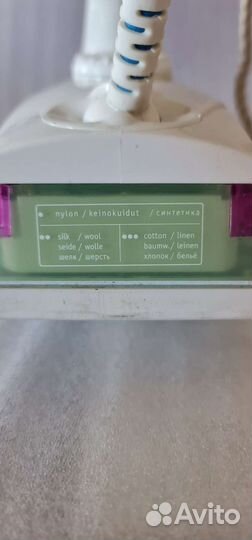 • nylon / keinokuidut / синтетика
•• silk / wool
seide / wolle
шелк / шерсть
••• cotton / linen
baumw. / leinen
хлопок / бельё
Avito